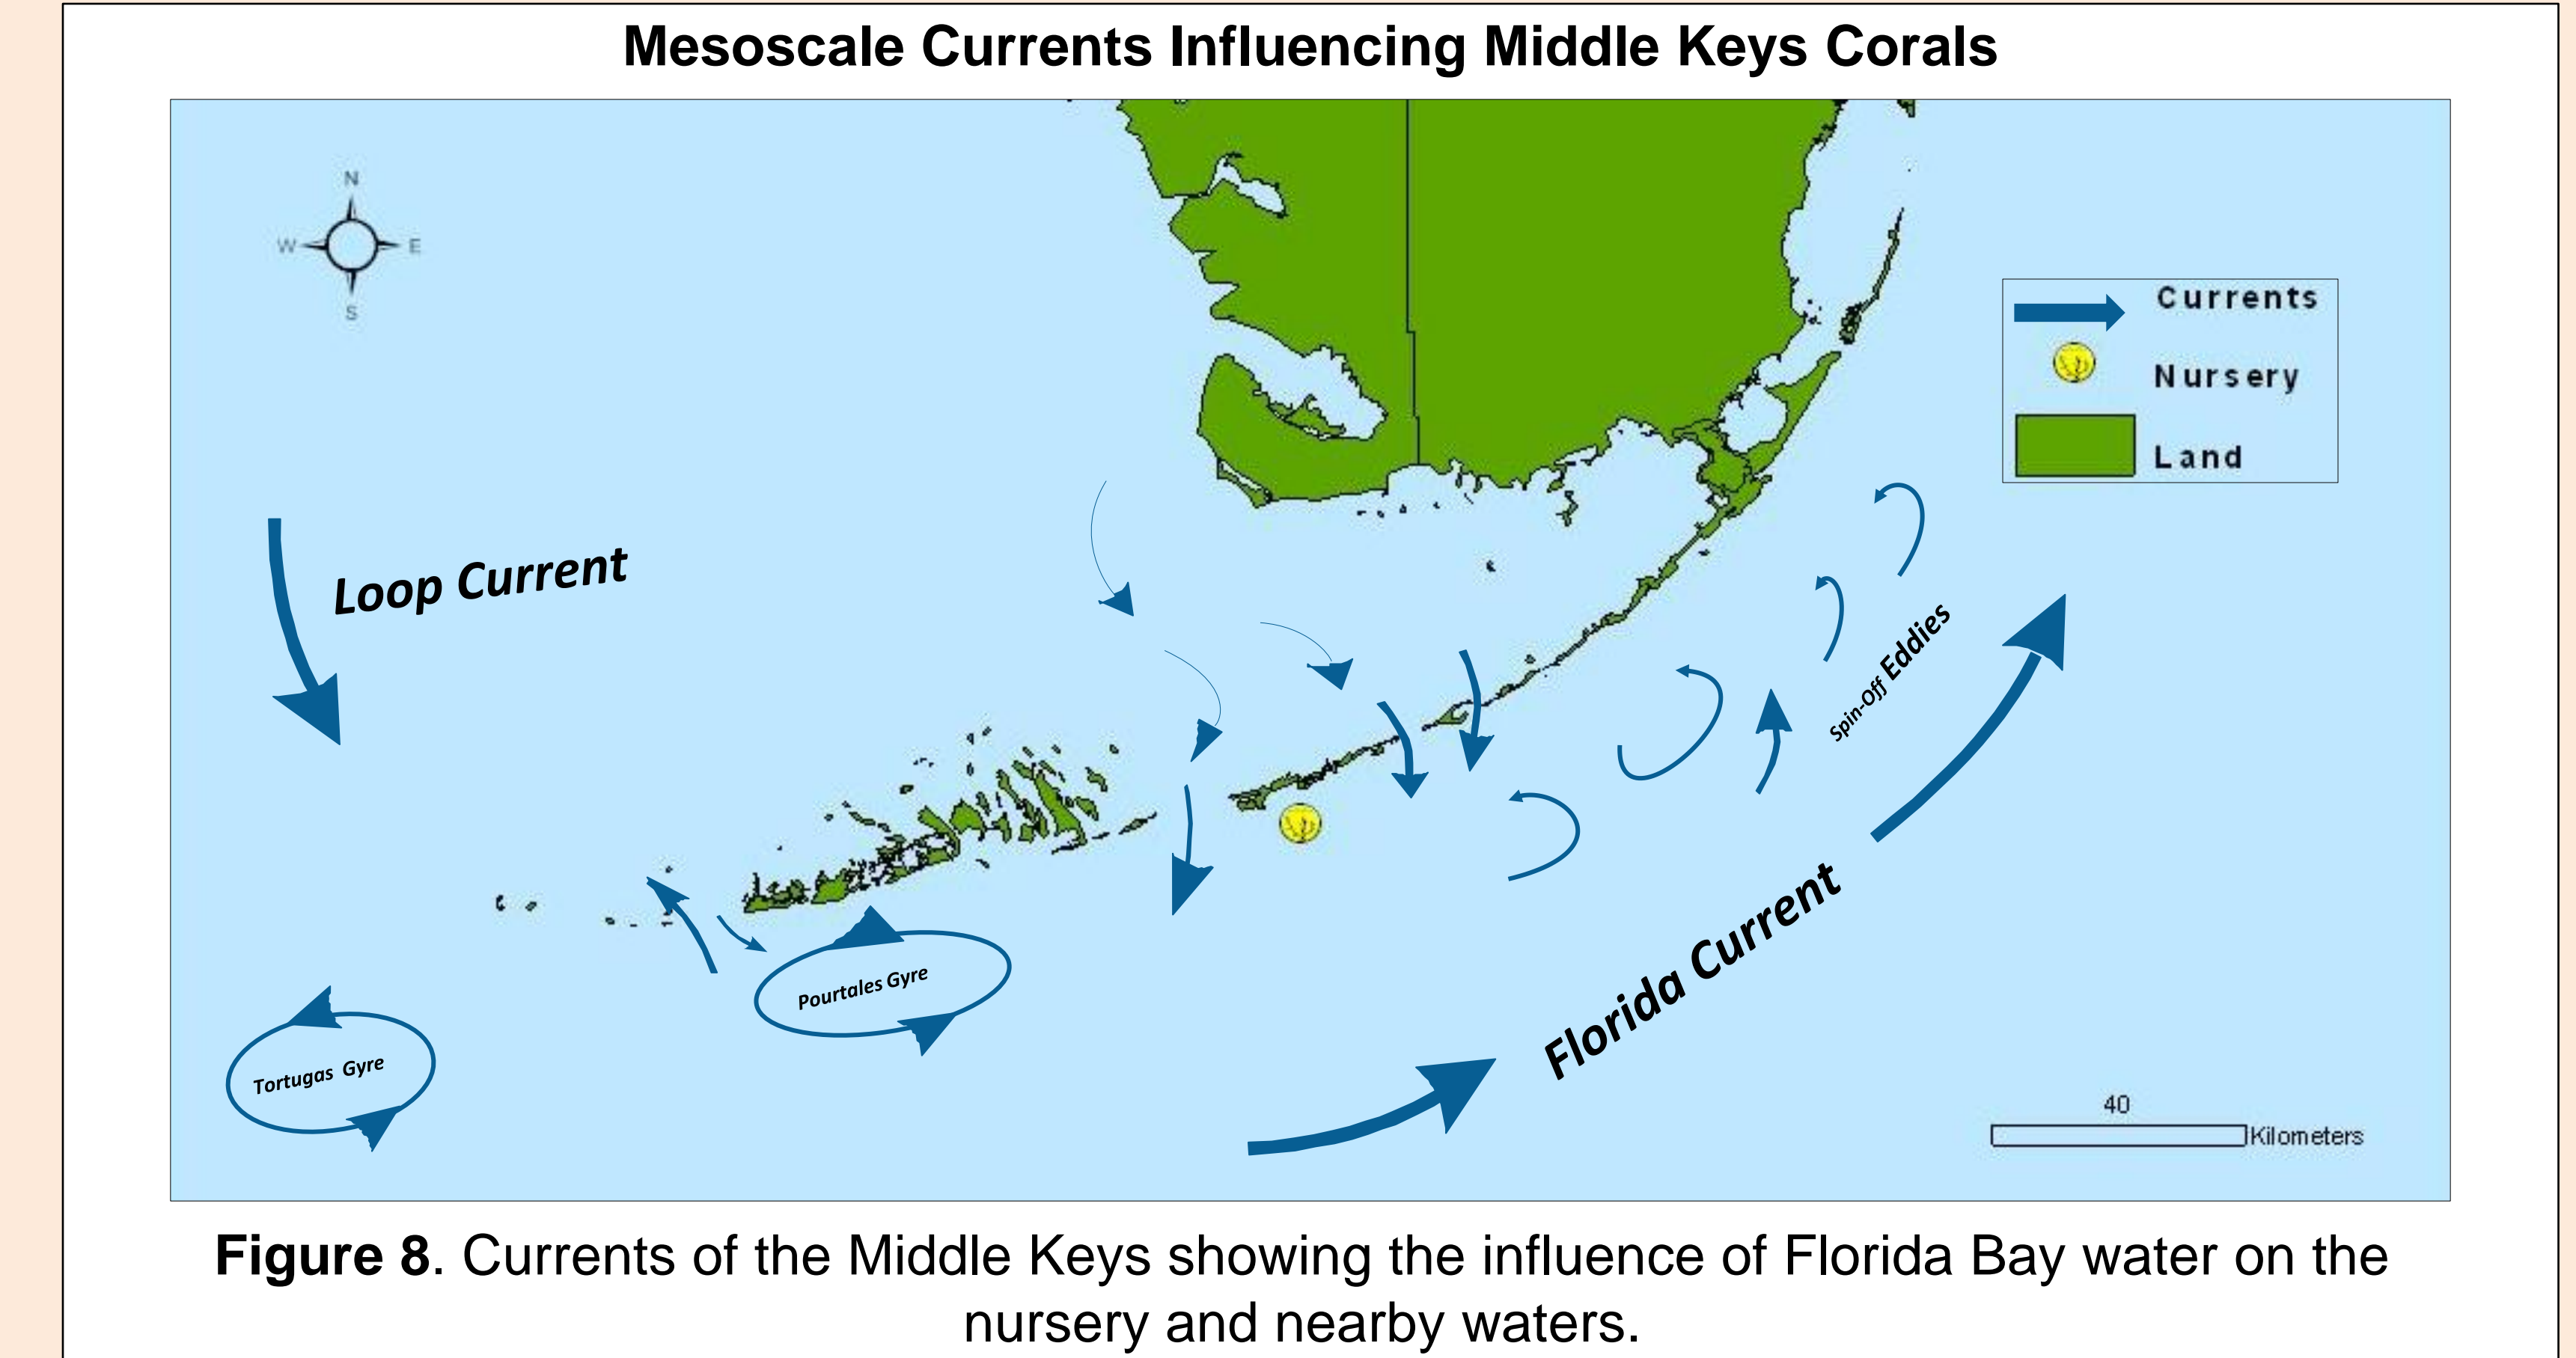 Mesoscale Currents Influencing Middle Keys Corals
N
W E
S
Currents
Nursery
Land
Loop Current
Spin-Off Eddies
Pourtales Gyre
Florida Current
Tortugas Gyre
40
Kilometers
Figure 8. Currents of the Middle Keys showing the influence of Florida Bay water on the
nursery and nearby waters.